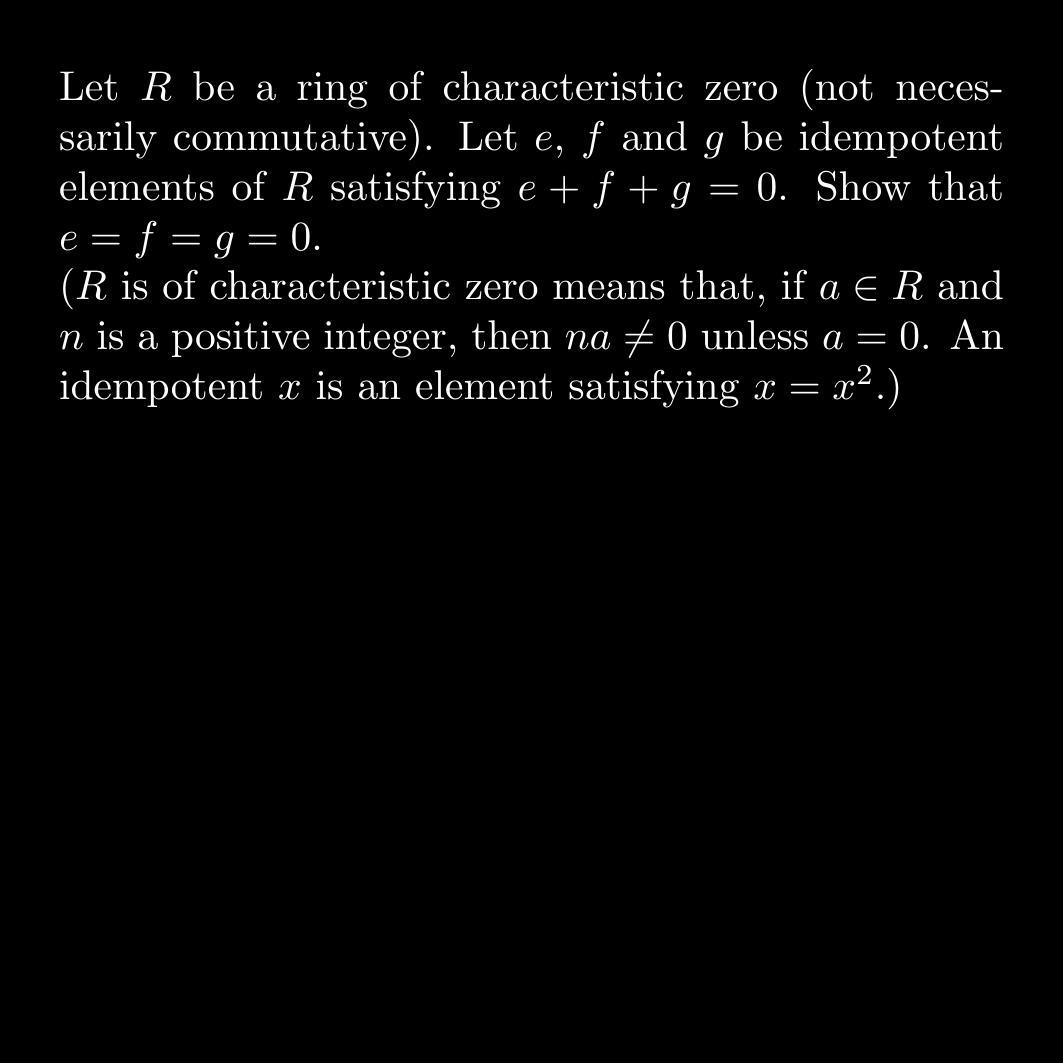 Let R be a ring of characteristic zero (not neces-
sarily commutative). Let e, f and g be idempotent
elements of R satisfying e + f + g = 0. Show that
e = f = g = 0.
(R is of characteristic zero means that, if a ∈ R and
n is a positive integer, then na ≠ 0 unless a = 0. An
idempotent x is an element satisfying x = x².)